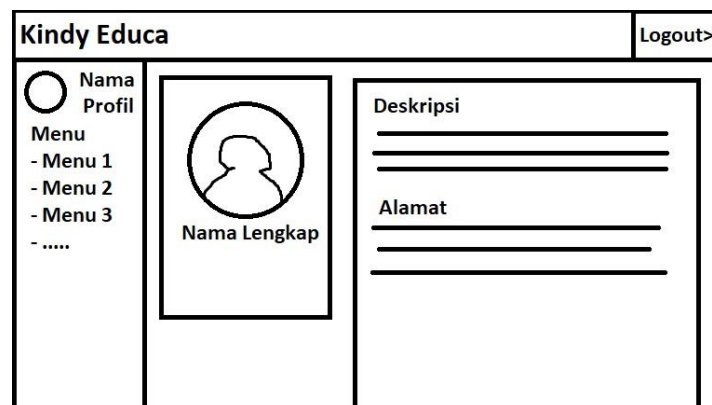 Kindy Educa
Logout>
Nama
Profil
Menu
- Menu 1
- Menu 2
- Menu 3
- .....
Nama Lengkap
Deskripsi
Alamat